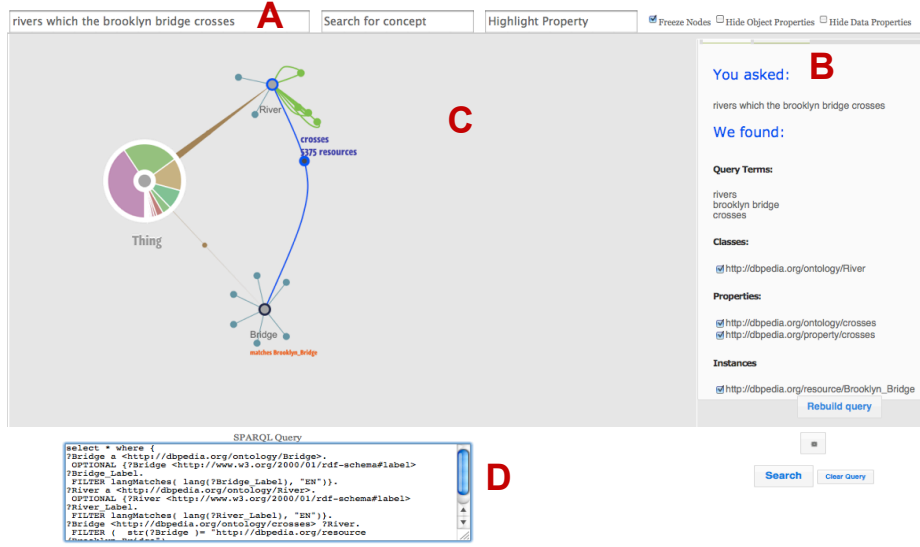 rivers which the brooklyn bridge crosses
A
Search for concept
Highlight Property
Freeze Nodes
Hide Object Properties
Hide Data Properties
B
You asked:
rivers which the brooklyn bridge crosses
We found:
Query Terms:
rivers
brooklyn bridge
crosses
Classes:
http://dbpedia.org/ontology/River
Properties:
http://dbpedia.org/ontology/crosses
http://dbpedia.org/property/crosses
Instances
http://dbpedia.org/resource/Brooklyn_Bridge
Rebuild query
C
River
crosses
5375 resources
Thing
Bridge
matches Brooklyn_Bridge
SPARQL Query
select * where {
?Bridge a <http://dbpedia.org/ontology/Bridge>.
OPTIONAL {?Bridge <http://www.w3.org/2000/01/rdf-schema#label>
?Bridge_Label.
FILTER langMatches( lang(?Bridge_Label), "EN")}.
?River a <http://dbpedia.org/ontology/River>.
OPTIONAL {?River <http://www.w3.org/2000/01/rdf-schema#label>
?River_Label.
FILTER langMatches( lang(?River_Label), "EN")}.
?Bridge <http://dbpedia.org/ontology/crosses> ?River.
FILTER ( str(?Bridge )= "http://dbpedia.org/resource
/Brooklyn_Bridge")
D
Search
Clear Query